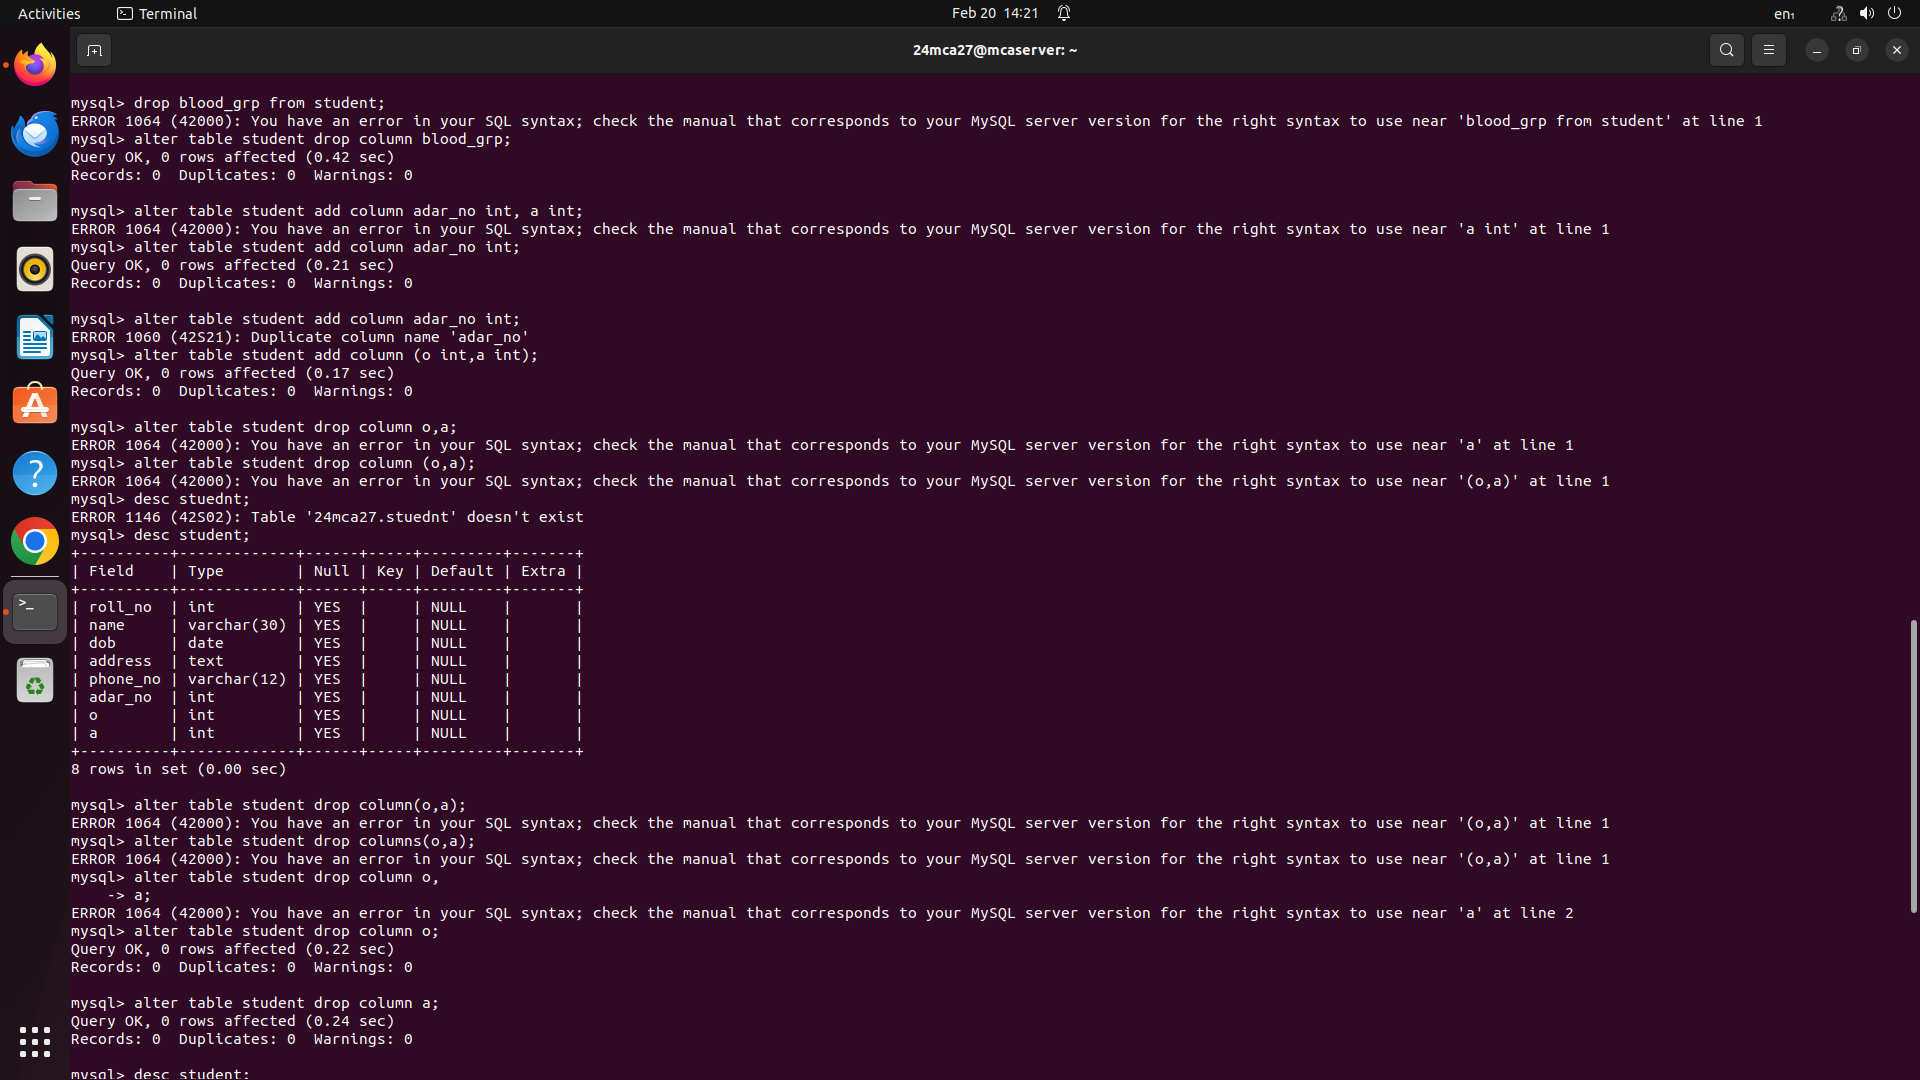 Activities
Terminal
Feb 20 14:21
en₁
24mca27@mcaserver: ~
mysql> drop blood_grp from student;
ERROR 1064 (42000): You have an error in your SQL syntax; check the manual that corresponds to your MySQL server version for the right syntax to use near 'blood_grp from student' at line 1
mysql> alter table student drop column blood_grp;
Query OK, 0 rows affected (0.42 sec)
Records: 0  Duplicates: 0  Warnings: 0
mysql> alter table student add column adar_no int, a int;
ERROR 1064 (42000): You have an error in your SQL syntax; check the manual that corresponds to your MySQL server version for the right syntax to use near 'a int' at line 1
mysql> alter table student add column adar_no int;
Query OK, 0 rows affected (0.21 sec)
Records: 0  Duplicates: 0  Warnings: 0
mysql> alter table student add column adar_no int;
ERROR 1060 (42S21): Duplicate column name 'adar_no'
mysql> alter table student add column (o int,a int);
Query OK, 0 rows affected (0.17 sec)
Records: 0  Duplicates: 0  Warnings: 0
mysql> alter table student drop column o,a;
ERROR 1064 (42000): You have an error in your SQL syntax; check the manual that corresponds to your MySQL server version for the right syntax to use near 'a' at line 1
mysql> alter table student drop column (o,a);
ERROR 1064 (42000): You have an error in your SQL syntax; check the manual that corresponds to your MySQL server version for the right syntax to use near '(o,a)' at line 1
mysql> desc stuednt;
ERROR 1146 (42S02): Table '24mca27.stuednt' doesn't exist
mysql> desc student;
+----------+-------------+------+-----+---------+-------+
| Field    | Type        | Null | Key | Default | Extra |
+----------+-------------+------+-----+---------+-------+
| roll_no  | int         | YES  |     | NULL    |       |
| name     | varchar(30) | YES  |     | NULL    |       |
| dob      | date        | YES  |     | NULL    |       |
| address  | text        | YES  |     | NULL    |       |
| phone_no | varchar(12) | YES  |     | NULL    |       |
| adar_no  | int         | YES  |     | NULL    |       |
| o        | int         | YES  |     | NULL    |       |
| a        | int         | YES  |     | NULL    |       |
+----------+-------------+------+-----+---------+-------+
8 rows in set (0.00 sec)
mysql> alter table student drop column(o,a);
ERROR 1064 (42000): You have an error in your SQL syntax; check the manual that corresponds to your MySQL server version for the right syntax to use near '(o,a)' at line 1
mysql> alter table student drop columns(o,a);
ERROR 1064 (42000): You have an error in your SQL syntax; check the manual that corresponds to your MySQL server version for the right syntax to use near '(o,a)' at line 1
mysql> alter table student drop column o,
    -> a;
ERROR 1064 (42000): You have an error in your SQL syntax; check the manual that corresponds to your MySQL server version for the right syntax to use near 'a' at line 2
mysql> alter table student drop column o;
Query OK, 0 rows affected (0.22 sec)
Records: 0  Duplicates: 0  Warnings: 0
mysql> alter table student drop column a;
Query OK, 0 rows affected (0.24 sec)
Records: 0  Duplicates: 0  Warnings: 0
mysql> desc student;